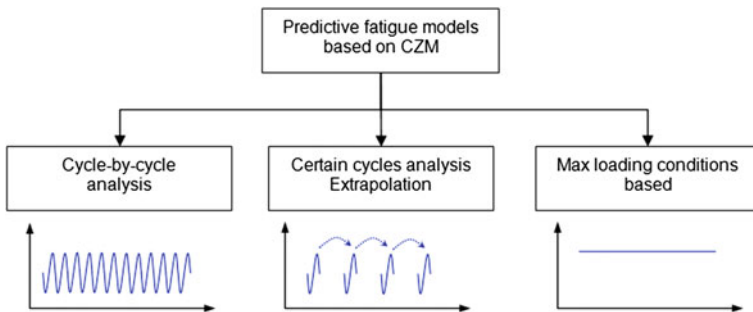 Predictive fatigue models
based on CZM
Cycle-by-cycle
analysis
Certain cycles analysis
Extrapolation
Max loading conditions
based